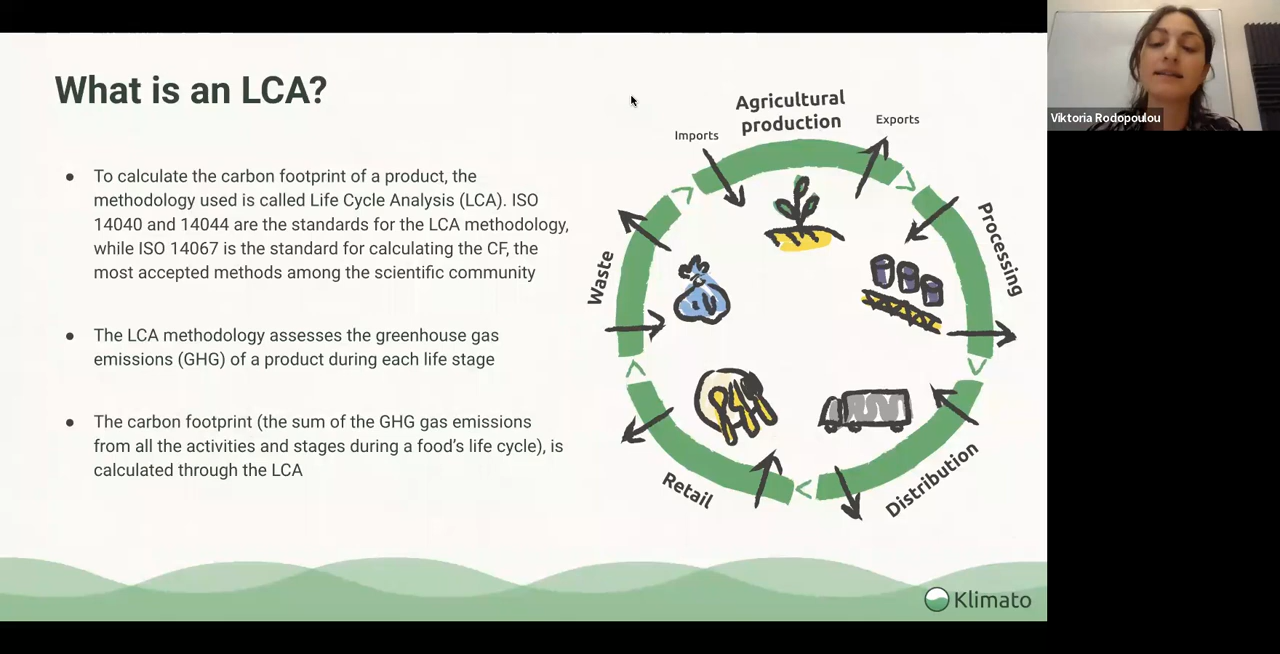 What is an LCA?
● To calculate the carbon footprint of a product, the
methodology used is called Life Cycle Analysis (LCA). ISO
14040 and 14044 are the standards for the LCA methodology,
while ISO 14067 is the standard for calculating the CF, the
most accepted methods among the scientific community
● The LCA methodology assesses the greenhouse gas
emissions (GHG) of a product during each life stage
● The carbon footprint (the sum of the GHG gas emissions
from all the activities and stages during a food's life cycle), is
calculated through the LCA
Agricultural
production
Imports
Exports
Processing
Distribution
Retail
Waste
Klimato
Viktoria Rodopoulou